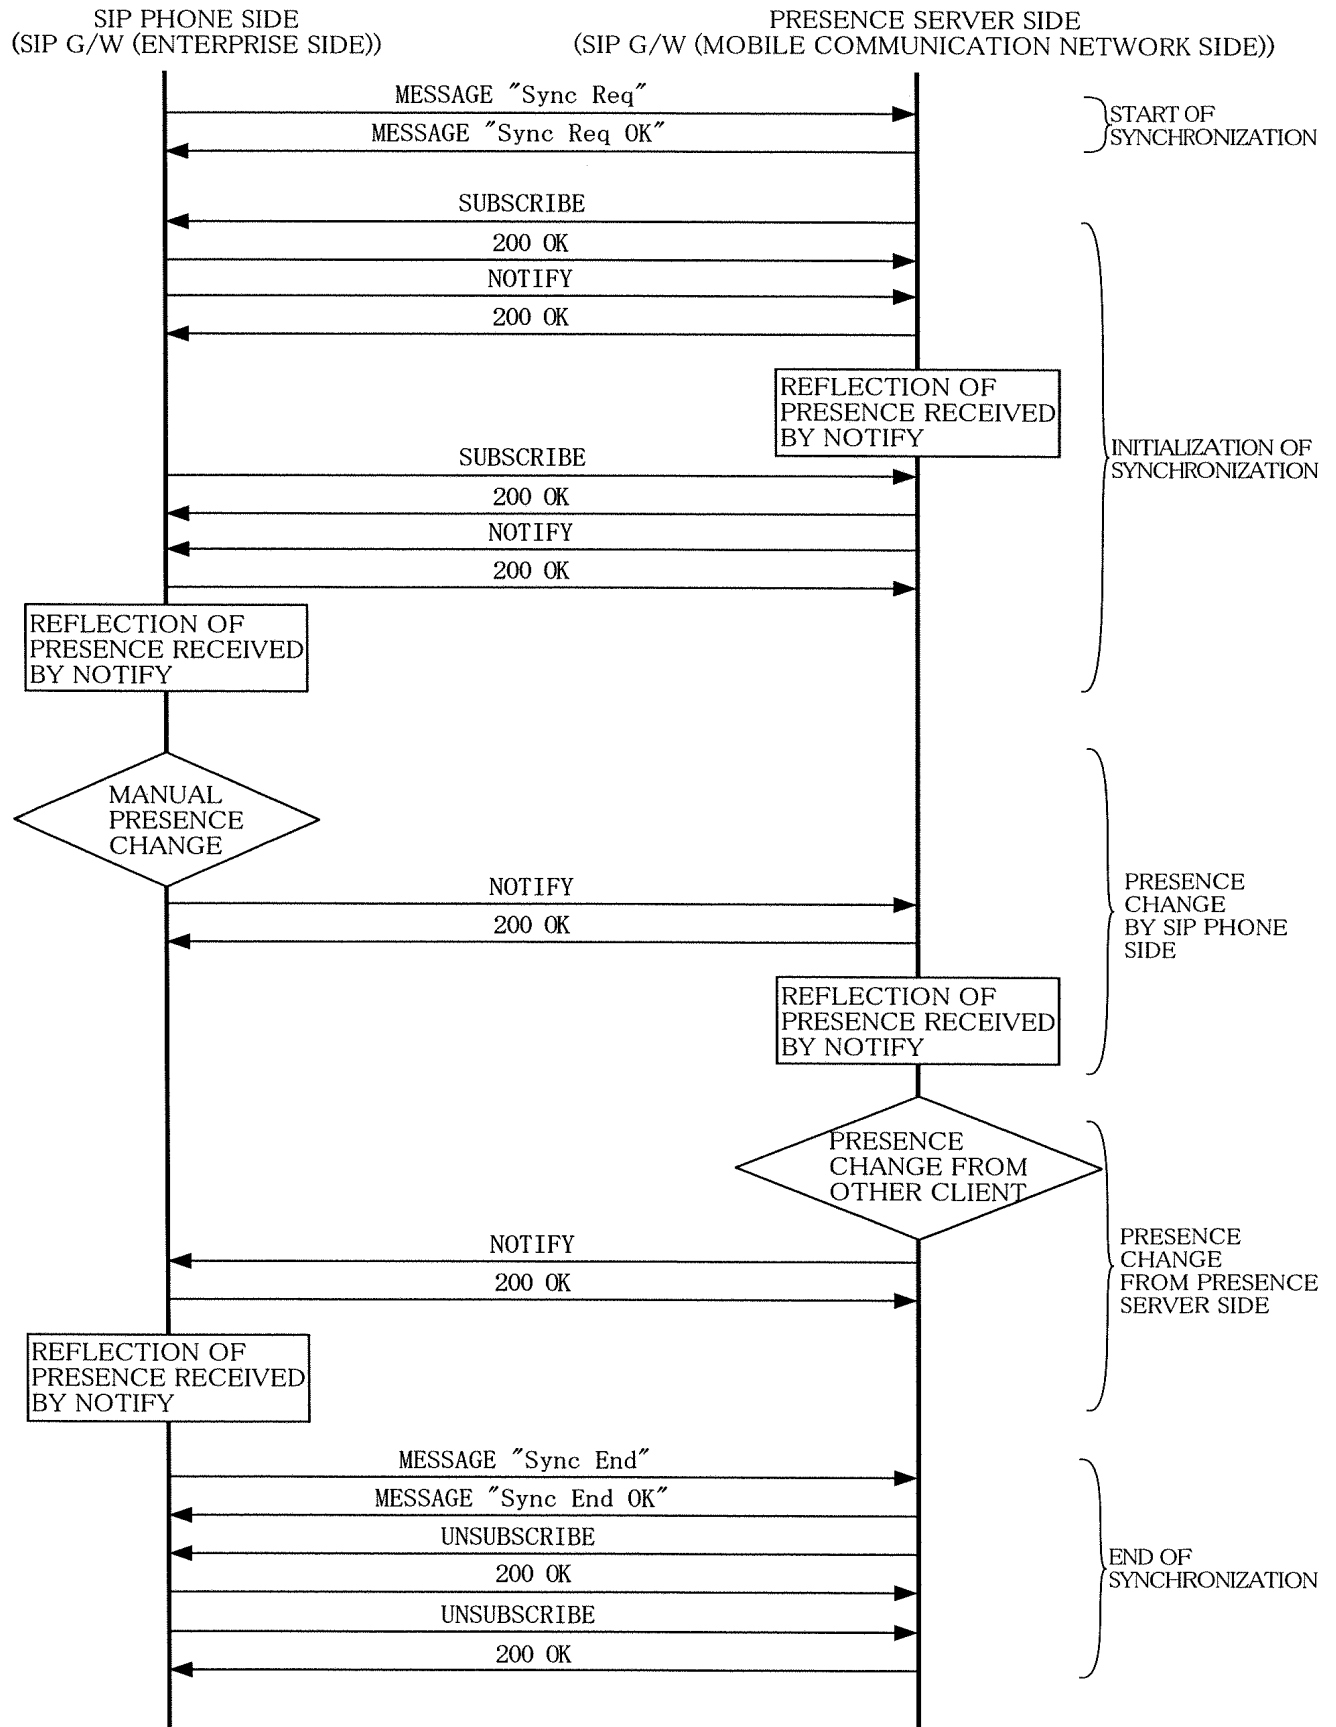 SIP PHONE SIDE
(SIP G/W (ENTERPRISE SIDE))
PRESENCE SERVER SIDE
(SIP G/W (MOBILE COMMUNICATION NETWORK SIDE))
MESSAGE "Sync Req"
MESSAGE "Sync Req OK"
START OF
SYNCHRONIZATION
SUBSCRIBE
200 OK
NOTIFY
200 OK
REFLECTION OF
PRESENCE RECEIVED
BY NOTIFY
INITIALIZATION OF
SYNCHRONIZATION
SUBSCRIBE
200 OK
NOTIFY
200 OK
REFLECTION OF
PRESENCE RECEIVED
BY NOTIFY
MANUAL
PRESENCE
CHANGE
NOTIFY
200 OK
PRESENCE
CHANGE
BY SIP PHONE
SIDE
REFLECTION OF
PRESENCE RECEIVED
BY NOTIFY
PRESENCE
CHANGE FROM
OTHER CLIENT
NOTIFY
200 OK
PRESENCE
CHANGE
FROM PRESENCE
SERVER SIDE
REFLECTION OF
PRESENCE RECEIVED
BY NOTIFY
MESSAGE "Sync End"
MESSAGE "Sync End OK"
UNSUBSCRIBE
200 OK
UNSUBSCRIBE
200 OK
END OF
SYNCHRONIZATION